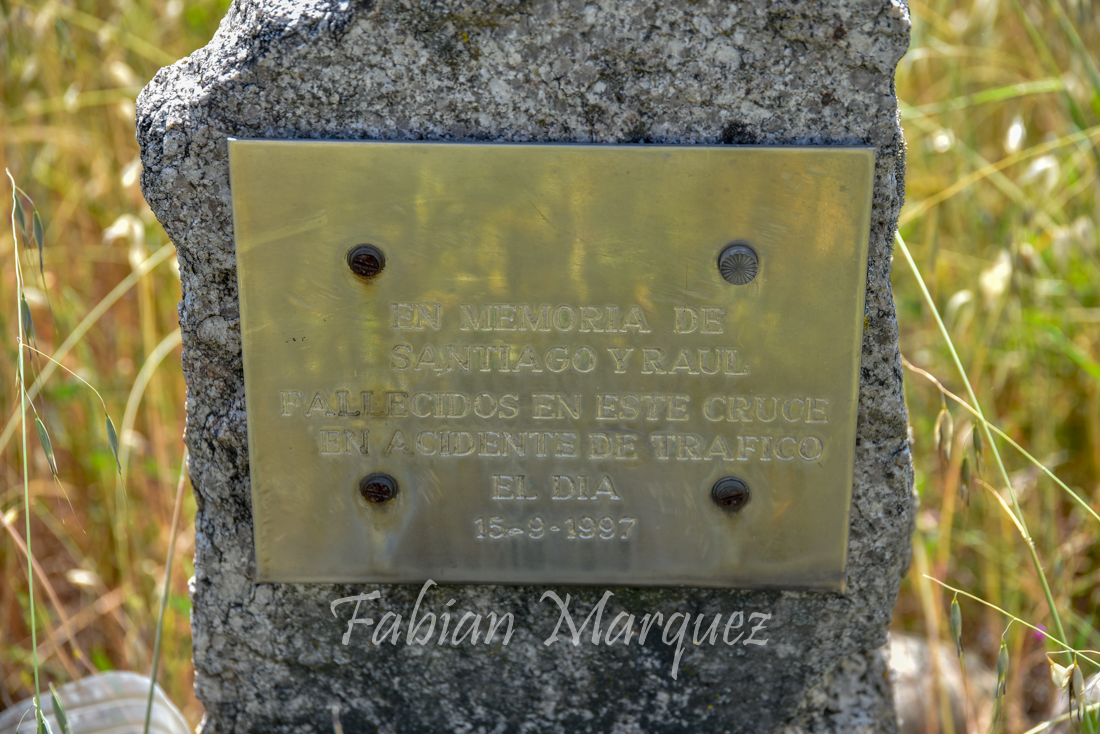 EN MEMORIA DE
SANTIAGO Y RAUL
FALLECIDOS EN ESTE CRUCE
EN ACIDENTE DE TRAFICO
EL DIA
15-9-1997
Fabian Marquez